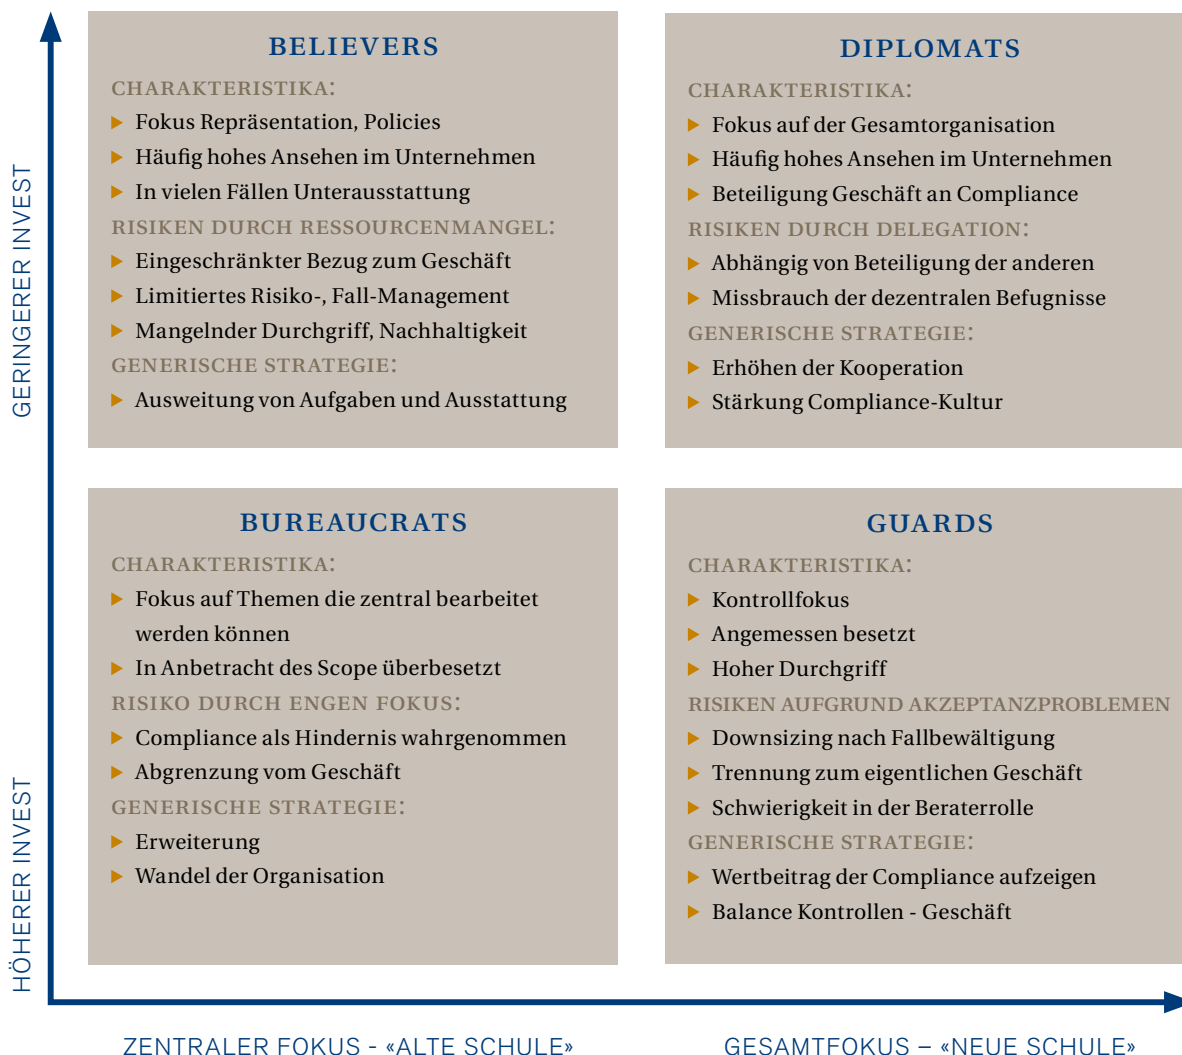 BELIEVERS
CHARAKTERISTIKA:
Fokus Repräsentation, Policies
Häufig hohes Ansehen im Unternehmen
In vielen Fällen Unterausstattung
RISIKEN DURCH RESSOURCENMANGEL:
Eingeschränkter Bezug zum Geschäft
Limitiertes Risiko-, Fall-Management
Mangelnder Durchgriff, Nachhaltigkeit
GENERISCHE STRATEGIE:
Ausweitung von Aufgaben und Ausstattung
DIPLOMATS
CHARAKTERISTIKA:
Fokus auf der Gesamtorganisation
Häufig hohes Ansehen im Unternehmen
Beteiligung Geschäft an Compliance
RISIKEN DURCH DELEGATION:
Abhängig von Beteiligung der anderen
Missbrauch der dezentralen Befugnisse
GENERISCHE STRATEGIE:
Erhöhen der Kooperation
Stärkung Compliance-Kultur
GERINGERER INVEST
BUREAUCRATS
CHARAKTERISTIKA:
Fokus auf Themen die zentral bearbeitet
werden können
In Anbetracht des Scope überbesetzt
RISIKO DURCH ENGEN FOKUS:
Compliance als Hindernis wahrgenommen
Abgrenzung vom Geschäft
GENERISCHE STRATEGIE:
Erweiterung
Wandel der Organisation
GUARDS
CHARAKTERISTIKA:
Kontrollfokus
Angemessen besetzt
Hoher Durchgriff
RISIKEN AUFGRUND AKZEPTANZPROBLEMEN
Downsizing nach Fallbewältigung
Trennung zum eigentlichen Geschäft
Schwierigkeit in der Beraterrolle
GENERISCHE STRATEGIE:
Wertbeitrag der Compliance aufzeigen
Balance Kontrollen - Geschäft
HÖHERER INVEST
ZENTRALER FOKUS - «ALTE SCHULE»
GESAMTFOKUS – «NEUE SCHULE»